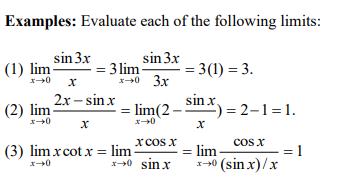 Examples: Evaluate each of the following limits:
(1) lim_{x→0} sin 3x / x = 3 lim_{x→0} sin 3x / 3x = 3(1) = 3.
(2) lim_{x→0} (2x − sin x) / x = lim_{x→0} (2 − sin x / x) = 2 − 1 = 1.
(3) lim_{x→0} x cot x = lim_{x→0} x cos x / sin x = lim_{x→0} cos x / ((sin x) / x) = 1